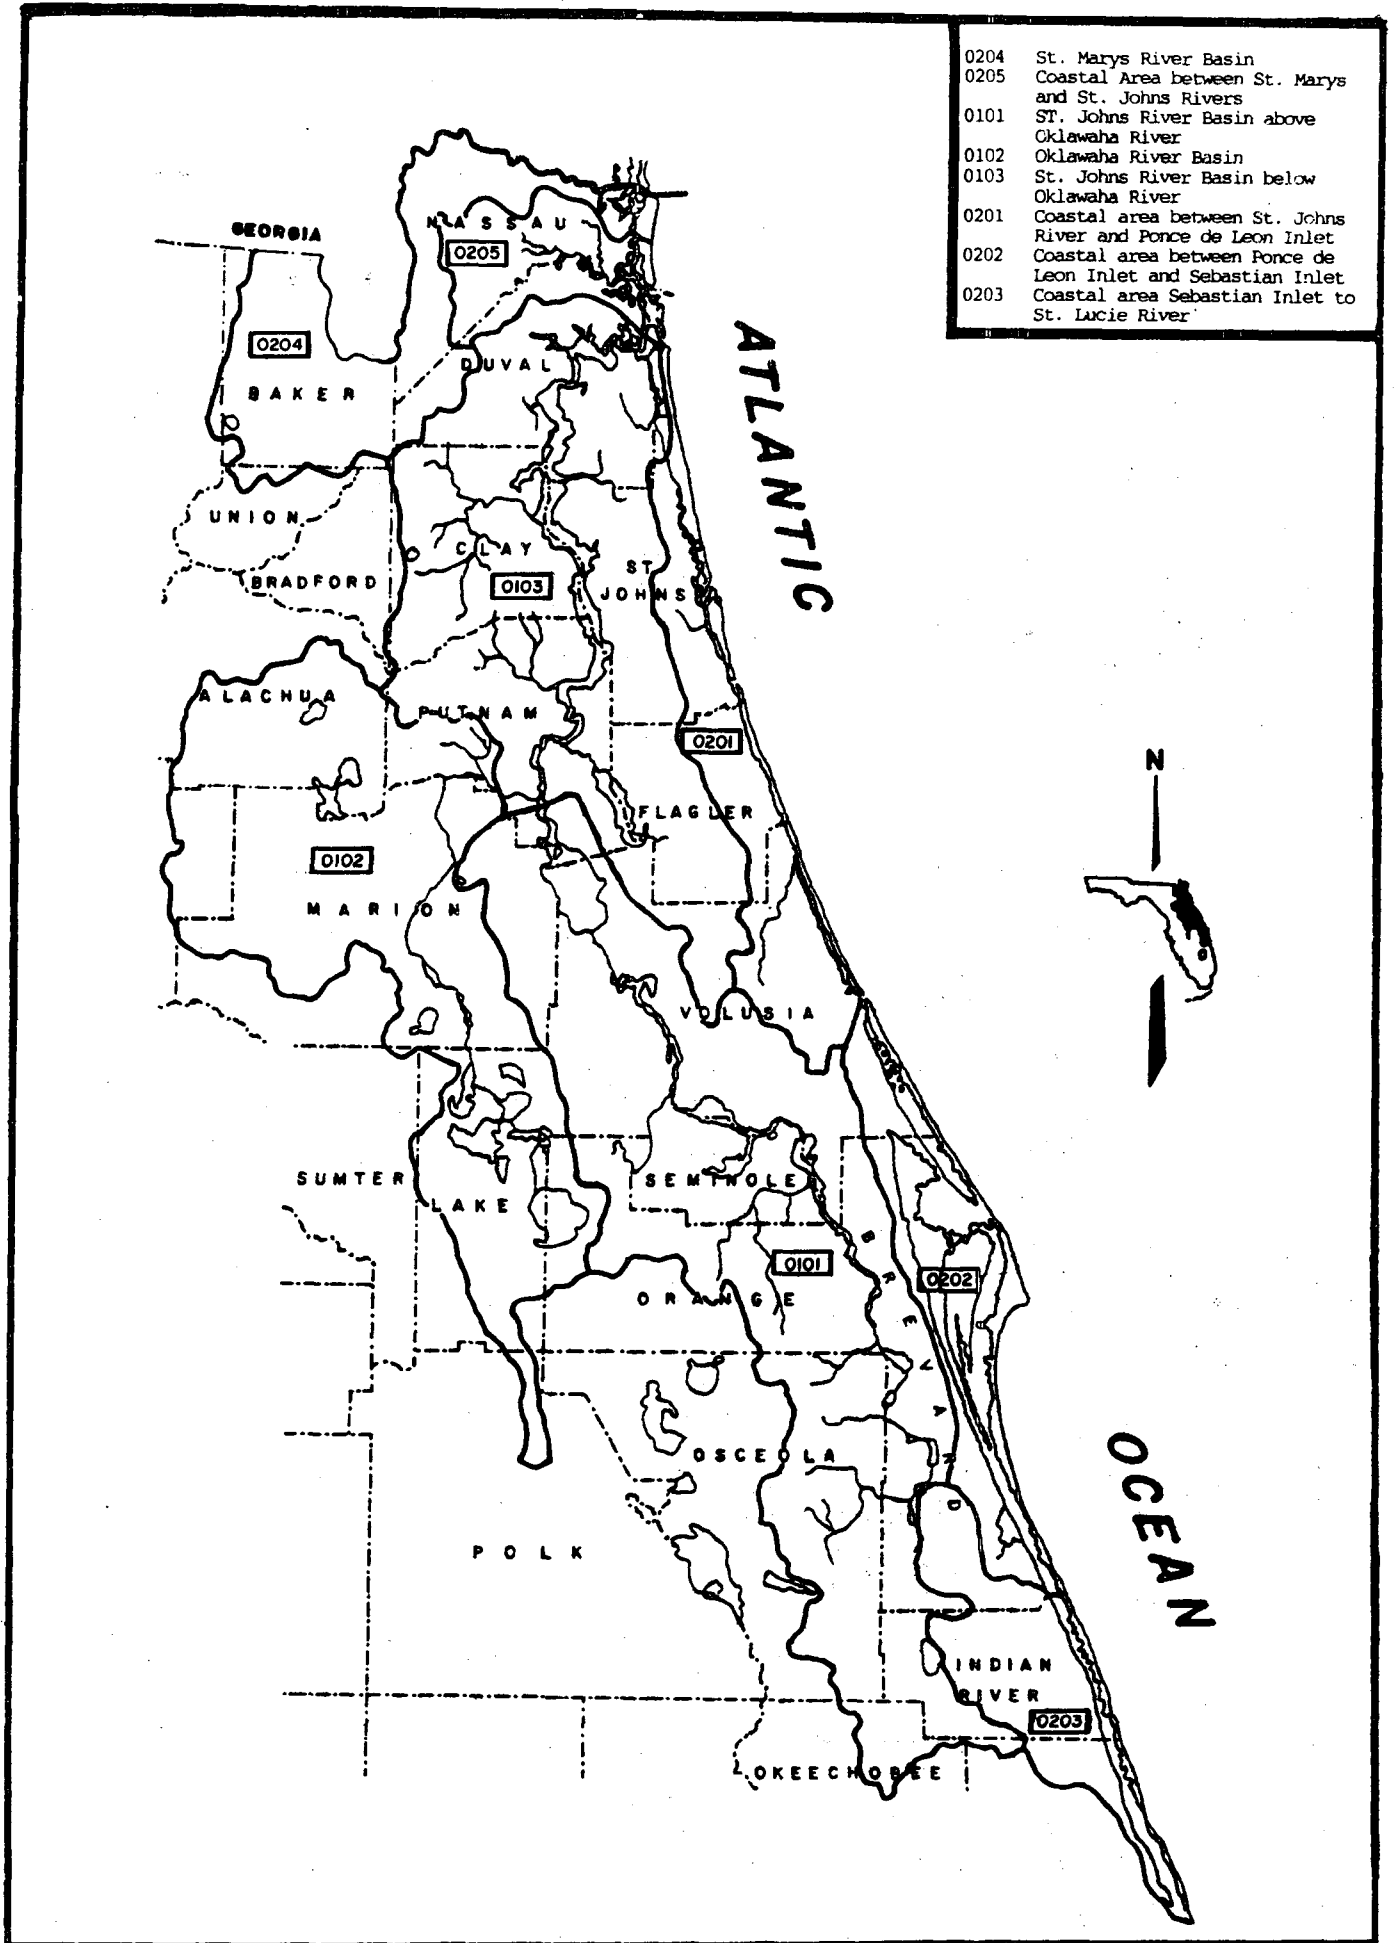 0204 St. Marys River Basin
0205 Coastal Area between St. Marys
and St. Johns Rivers
0101 ST. Johns River Basin above
Oklawaha River
0102 Oklawaha River Basin
0103 St. Johns River Basin below
Oklawaha River
0201 Coastal area between St. Johns
River and Ponce de Leon Inlet
0202 Coastal area between Ponce de
Leon Inlet and Sebastian Inlet
0203 Coastal area Sebastian Inlet to
St. Lucie River
NASSAU
GEORGIA
0205
0204
DUVAL
BAKER
ATLANTIC
UNION
CLAY
ST
JOHNS
BRADFORD
0103
ALACHUA
PUTNAM
0201
N
FLAGLER
0102
MARION
VOLUSIA
SUMTER
SEMINOLE
LAKE
BREVARD
0101
0202
ORANGE
OSCEOLA
OCEAN
POLK
INDIAN
RIVER
0203
OKEECHOBEE